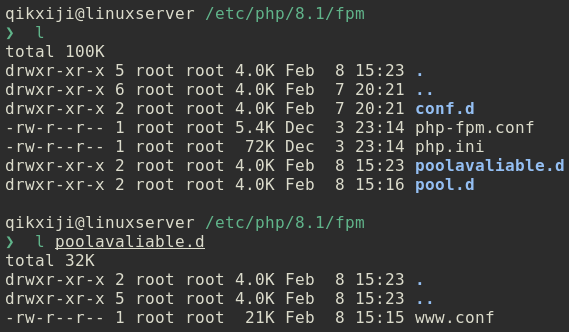 qikxiji@linuxserver /etc/php/8.1/fpm
❯ l
total 100K
drwxr-xr-x 5 root root 4.0K Feb  8 15:23 .
drwxr-xr-x 6 root root 4.0K Feb  7 20:21 ..
drwxr-xr-x 2 root root 4.0K Feb  7 20:21 conf.d
-rw-r--r-- 1 root root 5.4K Dec  3 23:14 php-fpm.conf
-rw-r--r-- 1 root root  72K Dec  3 23:14 php.ini
drwxr-xr-x 2 root root 4.0K Feb  8 15:23 poolavaliable.d
drwxr-xr-x 2 root root 4.0K Feb  8 15:16 pool.d
qikxiji@linuxserver /etc/php/8.1/fpm
❯ l poolavaliable.d
total 32K
drwxr-xr-x 2 root root 4.0K Feb  8 15:23 .
drwxr-xr-x 5 root root 4.0K Feb  8 15:23 ..
-rw-r--r-- 1 root root  21K Feb  8 15:15 www.conf